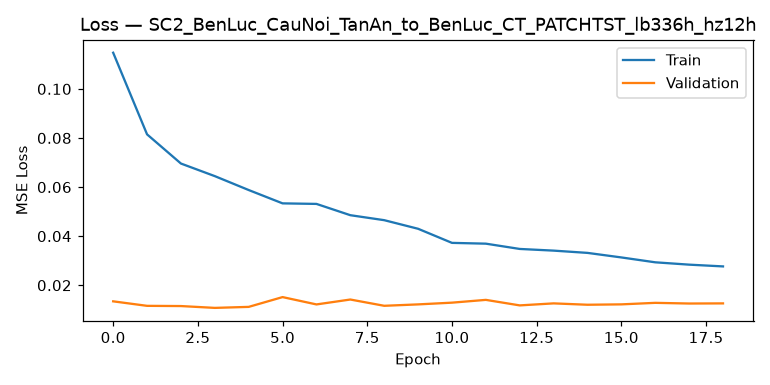 Loss — SC2_BenLuc_CauNoi_TanAn_to_BenLuc_CT_PATCHTST_lb336h_hz12h
Train
Validation
0.10
0.08
0.06
0.04
0.02
MSE Loss
0.0 2.5 5.0 7.5 10.0 12.5 15.0 17.5
Epoch